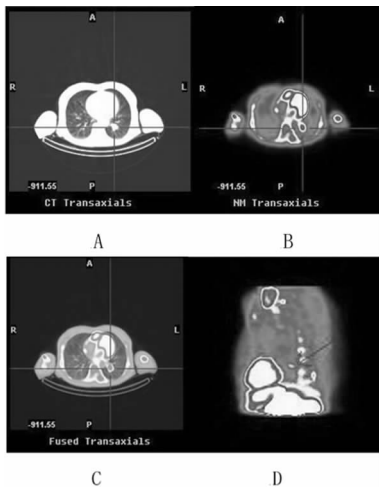 A
A
R
L
R
L
-911.55
P
-911.55
P
CT Transaxials
NM Transaxials
A
B
A
R
L
-911.55
P
Fused Transaxials
C
D